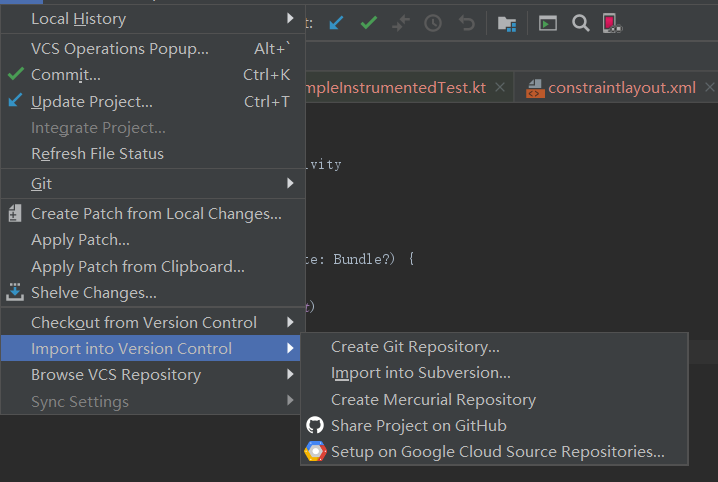 Local History
VCS Operations Popup... Alt+`
Commit... Ctrl+K
Update Project... Ctrl+T
Integrate Project...
Refresh File Status
Git
Create Patch from Local Changes...
Apply Patch...
Apply Patch from Clipboard...
Shelve Changes...
Checkout from Version Control
Import into Version Control
Browse VCS Repository
Sync Settings
Create Git Repository...
Import into Subversion...
Create Mercurial Repository
Share Project on GitHub
Setup on Google Cloud Source Repositories...
t:
mpleInstrumentedTest.kt
constraintlayout.xml
vity
te: Bundle?) {
t)